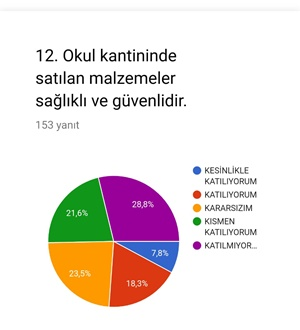 12. Okul kantininde
satılan malzemeler
sağlıklı ve güvenlidir.
153 yanıt
28,8%
21,6%
7,8%
23,5%
18,3%
KESİNLİKLE
KATILIYORUM
KATILIYORUM
KARARSIZIM
KISMEN
KATILIYORUM
KATILMIYOR...